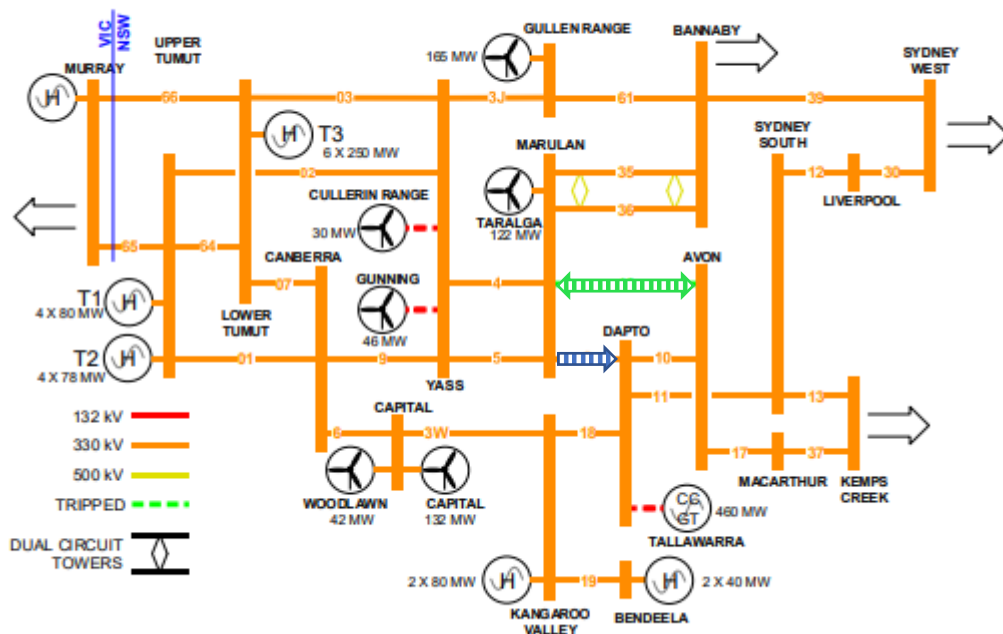 VIC
NSW
MURRAY
UPPER
TUMUT
GULLEN RANGE
BANNABY
SYDNEY
WEST
165 MW
66
03
3J
61
39
T3
6 X 250 MW
MARULAN
SYDNEY
SOUTH
02
35
12
30
CULLERIN RANGE
LIVERPOOL
TARALGA
122 MW
36
30 MW
65
64
CANBERRA
AVON
GUNNING
07
4
T1
4 X 80 MW
LOWER
TUMUT
46 MW
DAPTO
T2
4 X 78 MW
01
9
5
10
YASS
11
13
132 kV
CAPITAL
6
3W
18
330 kV
17
37
500 kV
WOODLAWN
42 MW
CAPITAL
132 MW
MACARTHUR
KEMPS
CREEK
TRIPPED
CC
GT
460 MW
TALLAWARRA
DUAL CIRCUIT
TOWERS
2 X 80 MW
19
2 X 40 MW
KANGAROO
VALLEY
BENDEELA